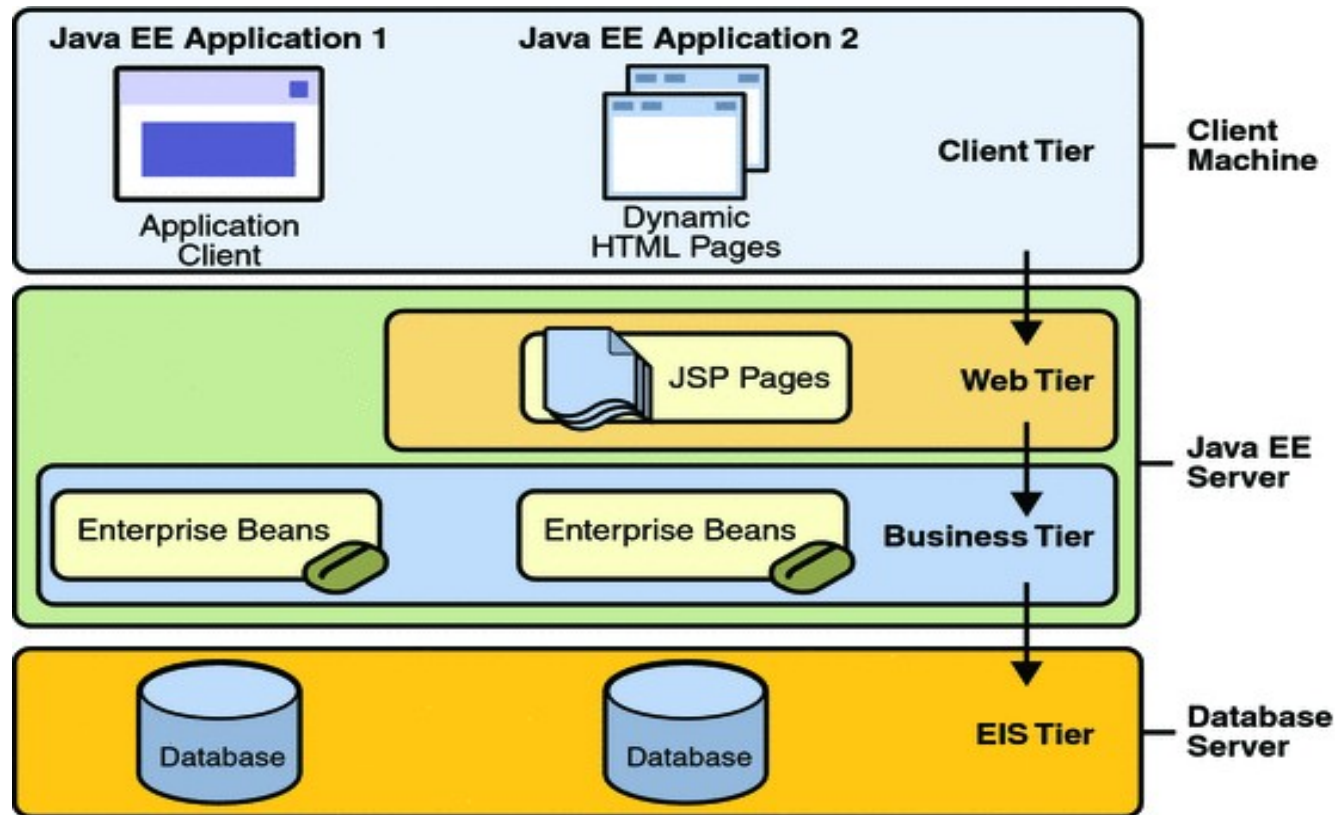 Java EE Application 1
Java EE Application 2
Application
Client
Dynamic
HTML Pages
Client Tier
Client
Machine
JSP Pages
Web Tier
Java EE
Server
Enterprise Beans
Enterprise Beans
Business Tier
Database
Database
EIS Tier
Database
Server